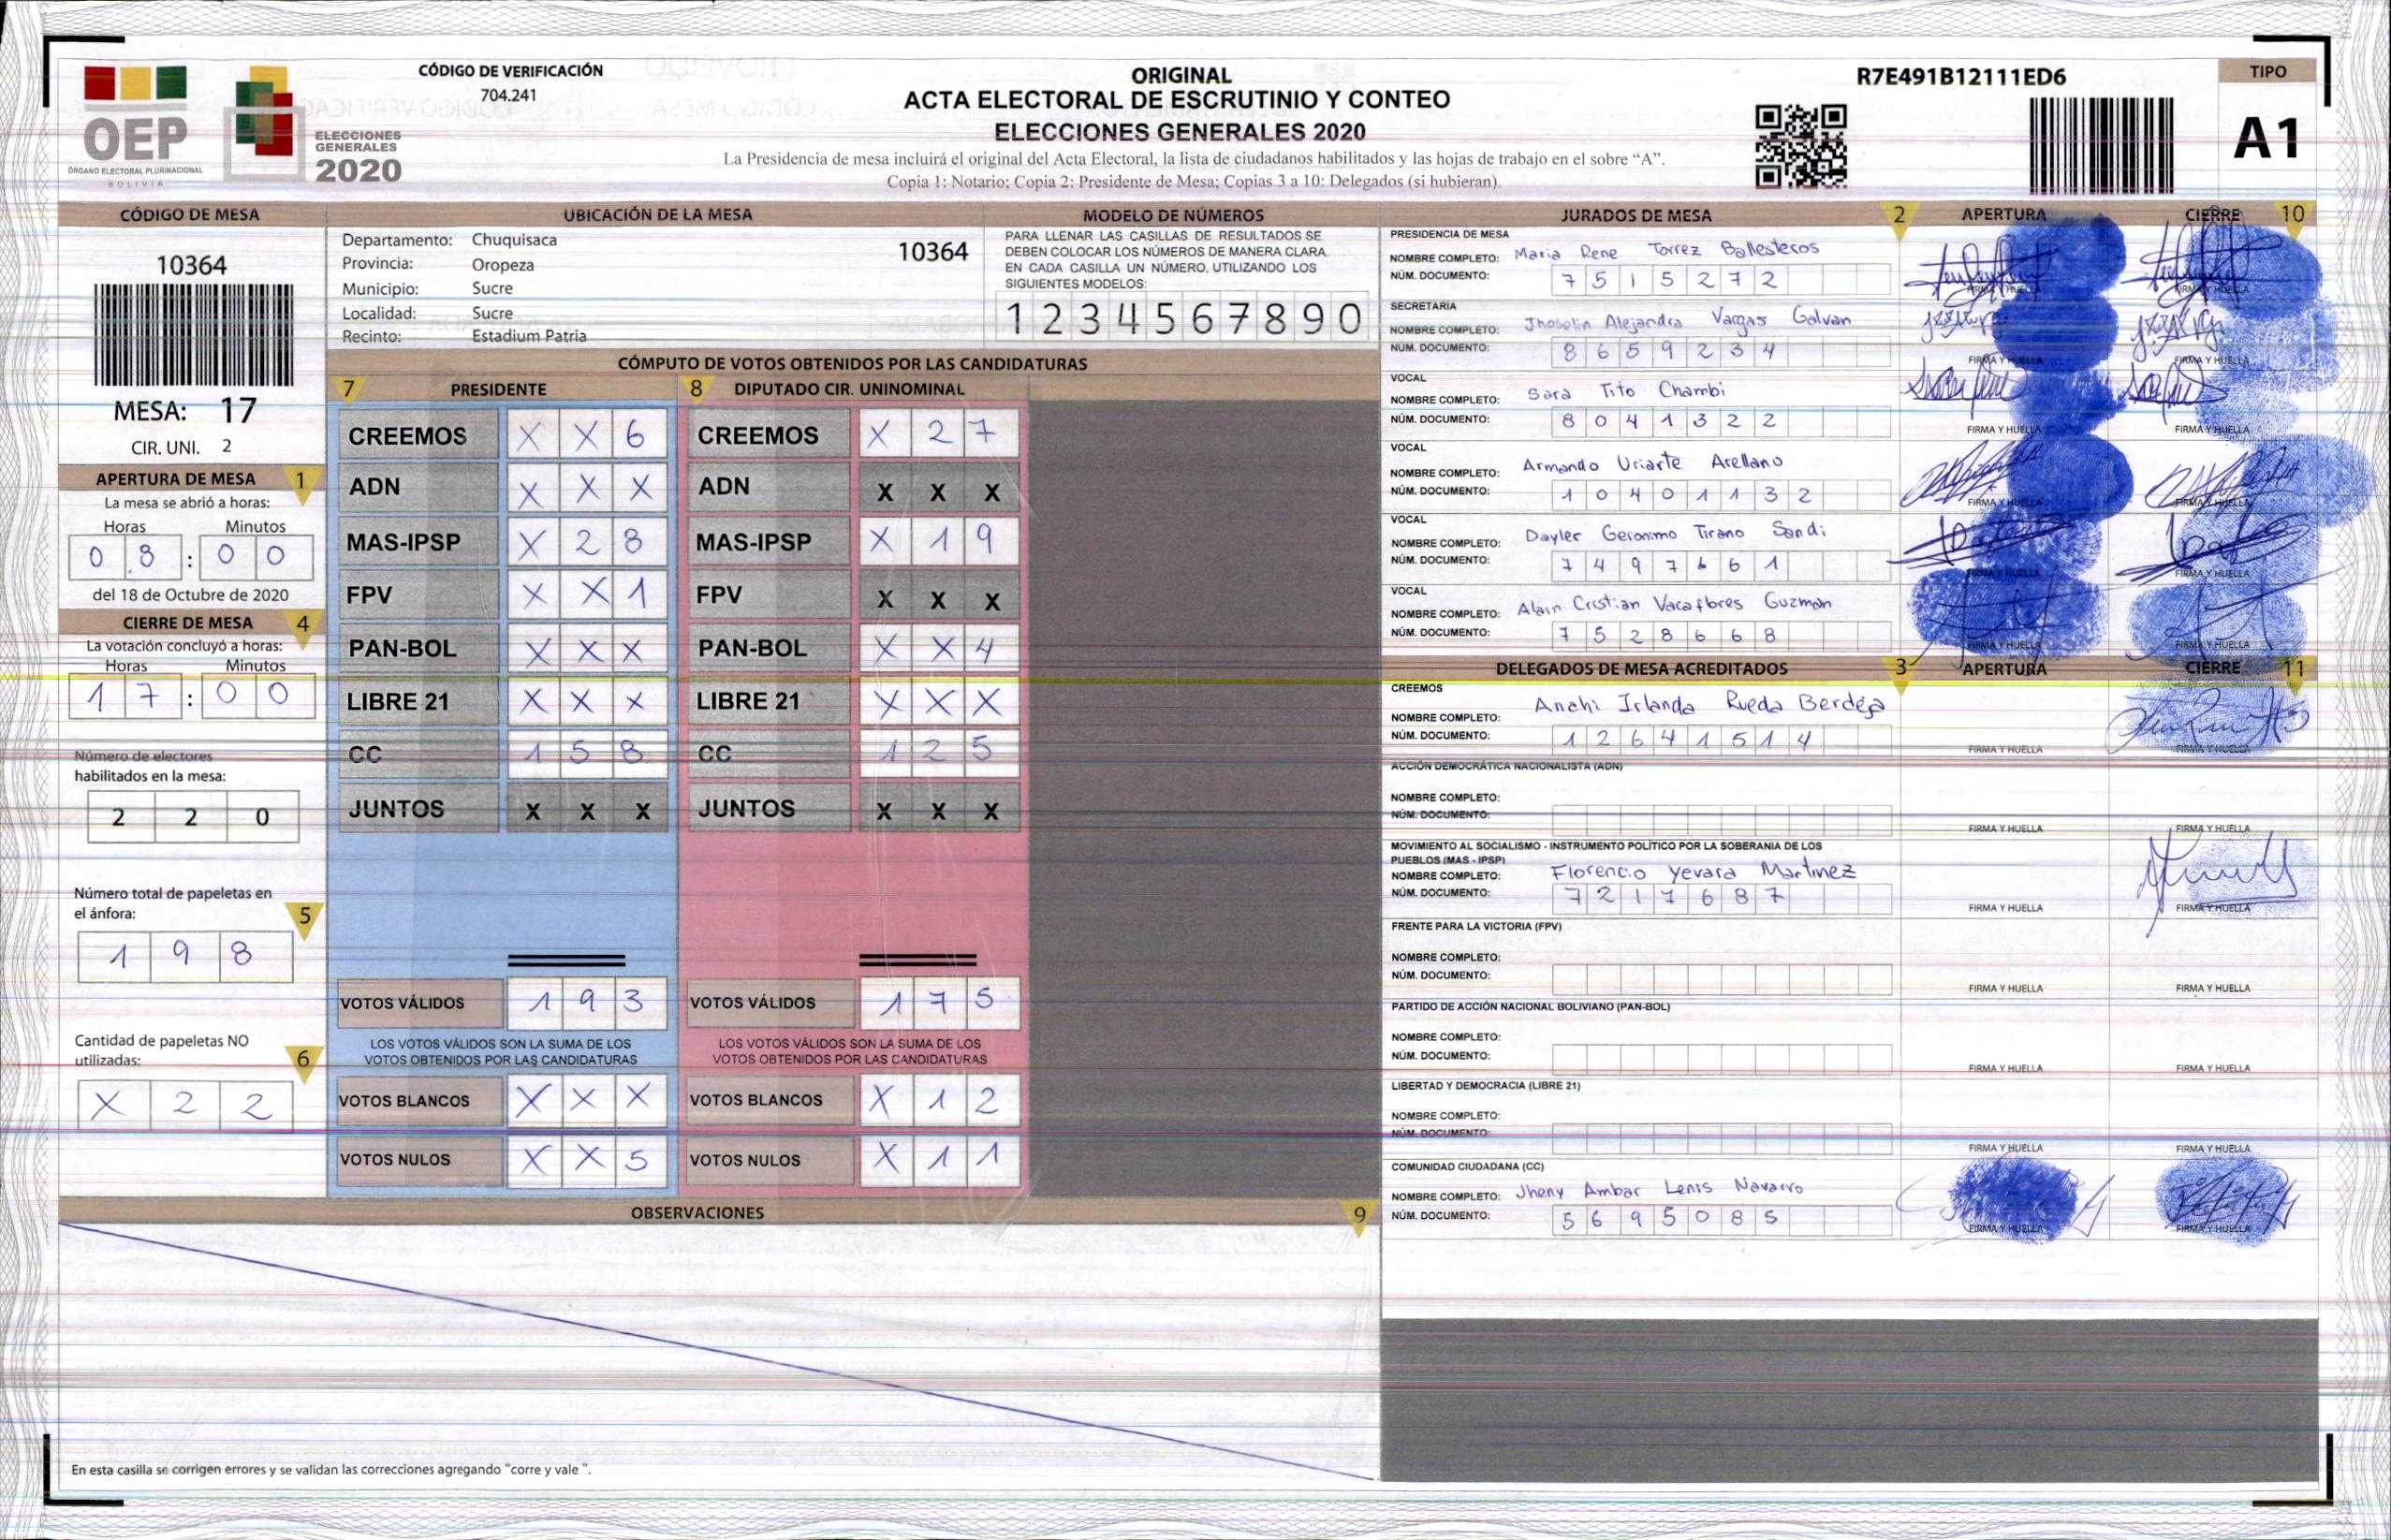 CÓDIGO DE VERIFICACIÓN
704.241
OEP
ÓRGANO ELECTORAL PLURINACIONAL
BOLIVIA
ELECCIONES
GENERALES
2020
ORIGINAL
ACTA ELECTORAL DE ESCRUTINIO Y CONTEO
ELECCIONES GENERALES 2020
La Presidencia de mesa incluirá el original del Acta Electoral, la lista de ciudadanos habilitados y las hojas de trabajo en el sobre “A”.
Copia 1: Notario; Copia 2: Presidente de Mesa; Copias 3 a 10: Delegados (si hubieran).
R7E491B12111ED6
TIPO
A1
CÓDIGO DE MESA
10364
MESA: 17
CIR. UNI. 2
APERTURA DE MESA 1
La mesa se abrió a horas:
Horas Minutos
0 8 : 0 0
del 18 de Octubre de 2020
CIERRE DE MESA 4
La votación concluyó a horas:
Horas Minutos
1 7 : 0 0
Número de electores
habilitados en la mesa:
2 2 0
Número total de papeletas en
el ánfora: 5
1 9 8
Cantidad de papeletas NO
utilizadas: 6
X 2 2
UBICACIÓN DE LA MESA
Departamento: Chuquisaca 10364
Provincia: Oropeza
Municipio: Sucre
Localidad: Sucre
Recinto: Estadium Patria
MODELO DE NÚMEROS
PARA LLENAR LAS CASILLAS DE RESULTADOS SE
DEBEN COLOCAR LOS NÚMEROS DE MANERA CLARA.
EN CADA CASILLA UN NÚMERO, UTILIZANDO LOS
SIGUIENTES MODELOS:
1 2 3 4 5 6 7 8 9 0
CÓMPUTO DE VOTOS OBTENIDOS POR LAS CANDIDATURAS
7 PRESIDENTE 8 DIPUTADO CIR. UNINOMINAL
CREEMOS X X 6 CREEMOS X 2 7
ADN X X X ADN X X X
MAS-IPSP X 2 8 MAS-IPSP X 1 9
FPV X X 1 FPV X X X
PAN-BOL X X X PAN-BOL X X 4
LIBRE 21 X X X LIBRE 21 X X X
CC 1 5 8 CC 1 2 5
JUNTOS X X X JUNTOS X X X
VOTOS VÁLIDOS 1 9 3 VOTOS VÁLIDOS 1 7 5
LOS VOTOS VÁLIDOS SON LA SUMA DE LOS LOS VOTOS VÁLIDOS SON LA SUMA DE LOS
VOTOS OBTENIDOS POR LAS CANDIDATURAS VOTOS OBTENIDOS POR LAS CANDIDATURAS
VOTOS BLANCOS X X X VOTOS BLANCOS X 1 2
VOTOS NULOS X X 5 VOTOS NULOS X 1 1
OBSERVACIONES 9
En esta casilla se corrigen errores y se validan las correcciones agregando "corre y vale ".
JURADOS DE MESA 2 APERTURA CIERRE 10
PRESIDENCIA DE MESA
NOMBRE COMPLETO: Maria Rene Torrez Ballesteros
NÚM. DOCUMENTO: 7 5 1 5 2 7 2 FIRMA Y HUELLA FIRMA Y HUELLA
SECRETARIA
NOMBRE COMPLETO: Jhoselin Alejandra Vargas Galvan
NÚM. DOCUMENTO: 8 6 5 9 2 3 4 FIRMA Y HUELLA FIRMA Y HUELLA
VOCAL
NOMBRE COMPLETO: Sara Tito Chambi
NÚM. DOCUMENTO: 8 0 4 1 3 2 2 FIRMA Y HUELLA FIRMA Y HUELLA
VOCAL
NOMBRE COMPLETO: Armando Uriarte Arellano
NÚM. DOCUMENTO: 1 0 4 0 1 1 3 2 FIRMA Y HUELLA FIRMA Y HUELLA
VOCAL
NOMBRE COMPLETO: Dayler Geronimo Tirano Sandi
NÚM. DOCUMENTO: 7 4 9 7 6 6 1 FIRMA Y HUELLA FIRMA Y HUELLA
VOCAL
NOMBRE COMPLETO: Alain Cristian Vacaflores Guzman
NÚM. DOCUMENTO: 7 5 2 8 6 6 8 FIRMA Y HUELLA FIRMA Y HUELLA
DELEGADOS DE MESA ACREDITADOS 3 APERTURA CIERRE 11
CREEMOS
NOMBRE COMPLETO: Anahi Irlanda Rueda Berdeja
NÚM. DOCUMENTO: 1 2 6 4 1 5 1 4 FIRMA Y HUELLA FIRMA Y HUELLA
ACCIÓN DEMOCRÁTICA NACIONALISTA (ADN)
NOMBRE COMPLETO:
NÚM. DOCUMENTO: FIRMA Y HUELLA FIRMA Y HUELLA
MOVIMIENTO AL SOCIALISMO - INSTRUMENTO POLÍTICO POR LA SOBERANIA DE LOS
PUEBLOS (MAS - IPSP)
NOMBRE COMPLETO: Florencio Yevara Martinez
NÚM. DOCUMENTO: 7 2 1 7 6 8 7 FIRMA Y HUELLA FIRMA Y HUELLA
FRENTE PARA LA VICTORIA (FPV)
NOMBRE COMPLETO:
NÚM. DOCUMENTO: FIRMA Y HUELLA FIRMA Y HUELLA
PARTIDO DE ACCIÓN NACIONAL BOLIVIANO (PAN-BOL)
NOMBRE COMPLETO:
NÚM. DOCUMENTO: FIRMA Y HUELLA FIRMA Y HUELLA
LIBERTAD Y DEMOCRACIA (LIBRE 21)
NOMBRE COMPLETO:
NÚM. DOCUMENTO: FIRMA Y HUELLA FIRMA Y HUELLA
COMUNIDAD CIUDADANA (CC)
NOMBRE COMPLETO: Jheny Ambar Lenis Navarro
NÚM. DOCUMENTO: 5 6 9 5 0 8 5 FIRMA Y HUELLA FIRMA Y HUELLA